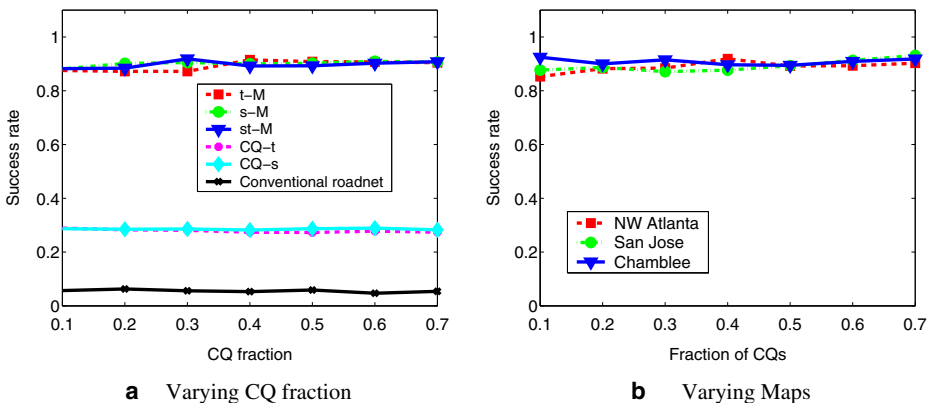 1
0.8
0.6
0.4
0.2
0
Success rate
t−M
s−M
st−M
CQ−t
CQ−s
Conventional roadnet
0.1 0.2 0.3 0.4 0.5 0.6 0.7
CQ fraction
a Varying CQ fraction
1
0.8
0.6
0.4
0.2
0
Success rate
NW Atlanta
San Jose
Chamblee
0.1 0.2 0.3 0.4 0.5 0.6 0.7
Fraction of CQs
b Varying Maps